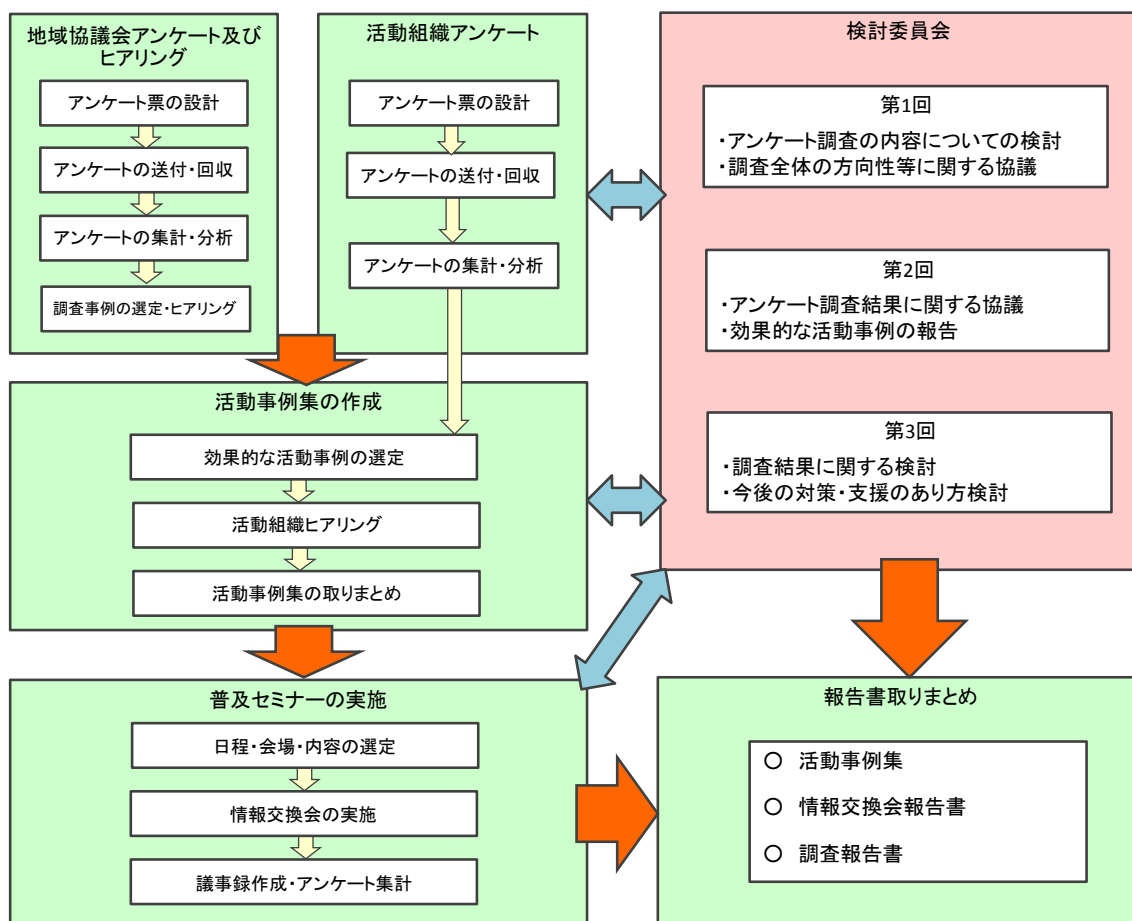 地域協議会アンケート及び
ヒアリング
アンケート票の設計
アンケートの送付・回収
アンケートの集計・分析
調査事例の選定・ヒアリング
活動組織アンケート
アンケート票の設計
アンケートの送付・回収
アンケートの集計・分析
検討委員会
第1回
・アンケート調査の内容についての検討
・調査全体の方向性等に関する協議
第2回
・アンケート調査結果に関する協議
・効果的な活動事例の報告
第3回
・調査結果に関する検討
・今後の対策・支援のあり方検討
活動事例集の作成
効果的な活動事例の選定
活動組織ヒアリング
活動事例集の取りまとめ
普及セミナーの実施
日程・会場・内容の選定
情報交換会の実施
議事録作成・アンケート集計
報告書取りまとめ
○ 活動事例集
○ 情報交換会報告書
○ 調査報告書